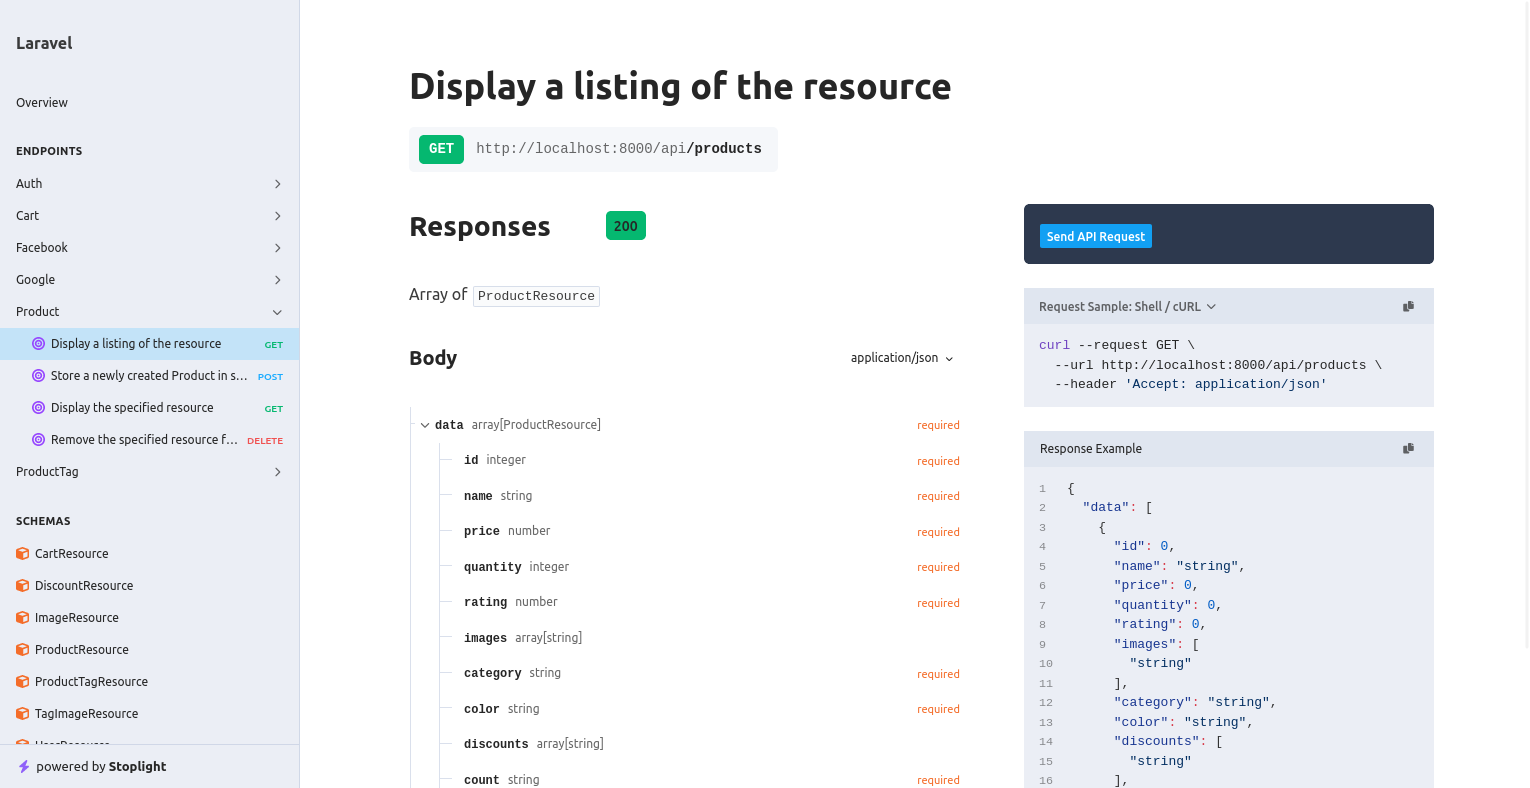 Laravel
Overview
ENDPOINTS
Auth
Cart
Facebook
Google
Product
Display a listing of the resource GET
Store a newly created Product in s... POST
Display the specified resource GET
Remove the specified resource f... DELETE
ProductTag
SCHEMAS
CartResource
DiscountResource
ImageResource
ProductResource
ProductTagResource
TagImageResource
powered by Stoplight
Display a listing of the resource
GET http://localhost:8000/api/products
Responses 200
Array of ProductResource
Body application/json
data array[ProductResource] required
id integer required
name string required
price number required
quantity integer required
rating number required
images array[string]
category string required
color string required
discounts array[string]
count string required
Send API Request
Request Sample: Shell / cURL
curl --request GET \
--url http://localhost:8000/api/products \
--header 'Accept: application/json'
Response Example
1 {
2 "data": [
3 {
4 "id": 0,
5 "name": "string",
6 "price": 0,
7 "quantity": 0,
8 "rating": 0,
9 "images": [
10 "string"
11 ],
12 "category": "string",
13 "color": "string",
14 "discounts": [
15 "string"
16 ],